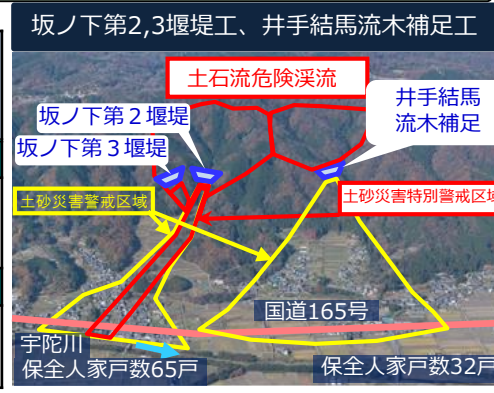 坂ノ下第2,3堰堤工、井手結馬流木補足工
土石流危険渓流
井手結馬
流木補足
坂ノ下第２堰堤
坂ノ下第３堰堤
土砂災害警戒区域
土砂災害特別警戒区域
国道165号
宇陀川
保全人家戸数65戸
保全人家戸数32戸